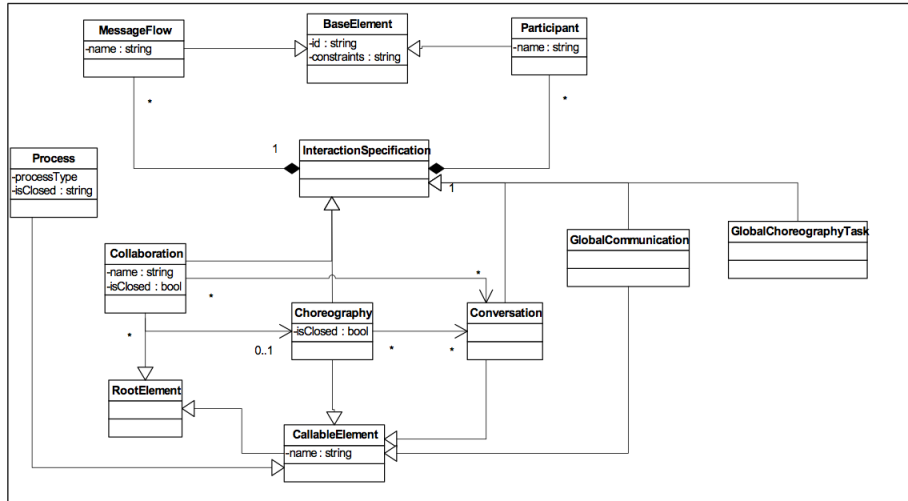 MessageFlow
-name : string
BaseElement
-id : string
-constraints : string
Participant
-name : string
*
*
1
InteractionSpecification
1
Process
-processType
-isClosed : string
Collaboration
-name : string
-isClosed : bool
*
*
*
GlobalCommunication
GlobalChoreographyTask
Choreography
-isClosed : bool
0..1
*
*
Conversation
RootElement
CallableElement
-name : string